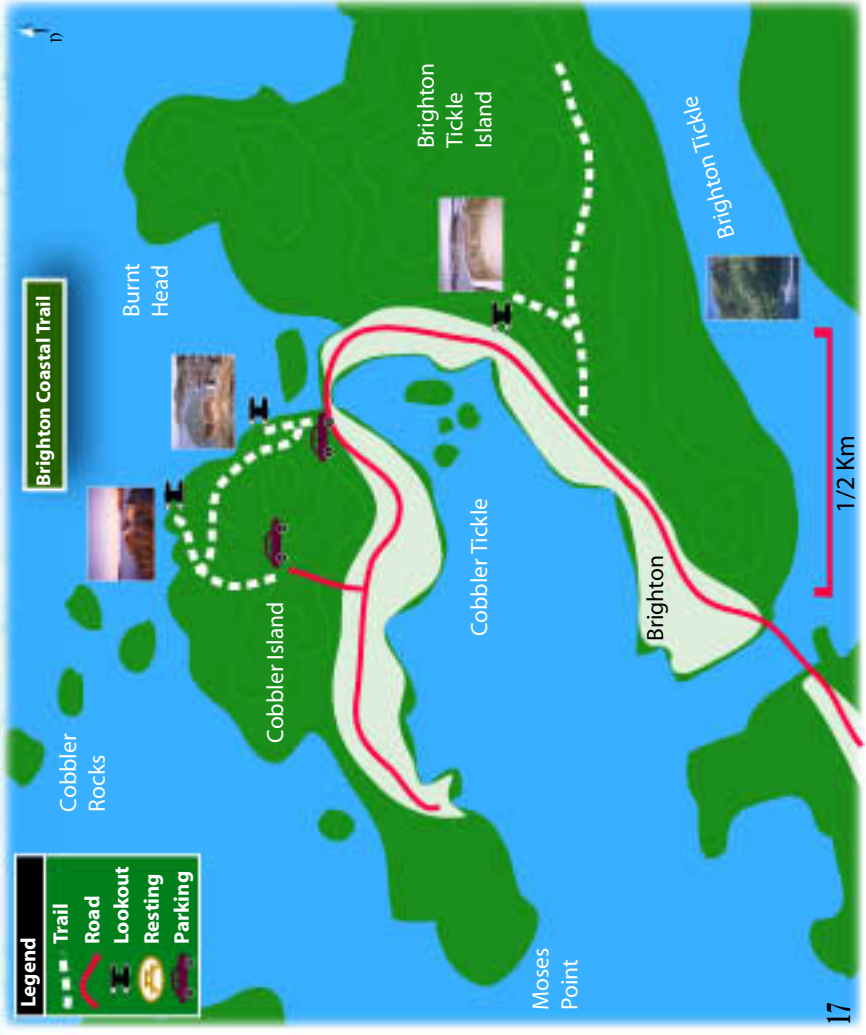 Brighton Coastal Trail
n
Legend
Trail
Road
Lookout
Resting
Parking
Cobbler
Rocks
Burnt
Head
Cobbler Island
Brighton
Tickle
Island
Cobbler Tickle
Brighton
Brighton Tickle
Moses
Point
1/2 Km
17